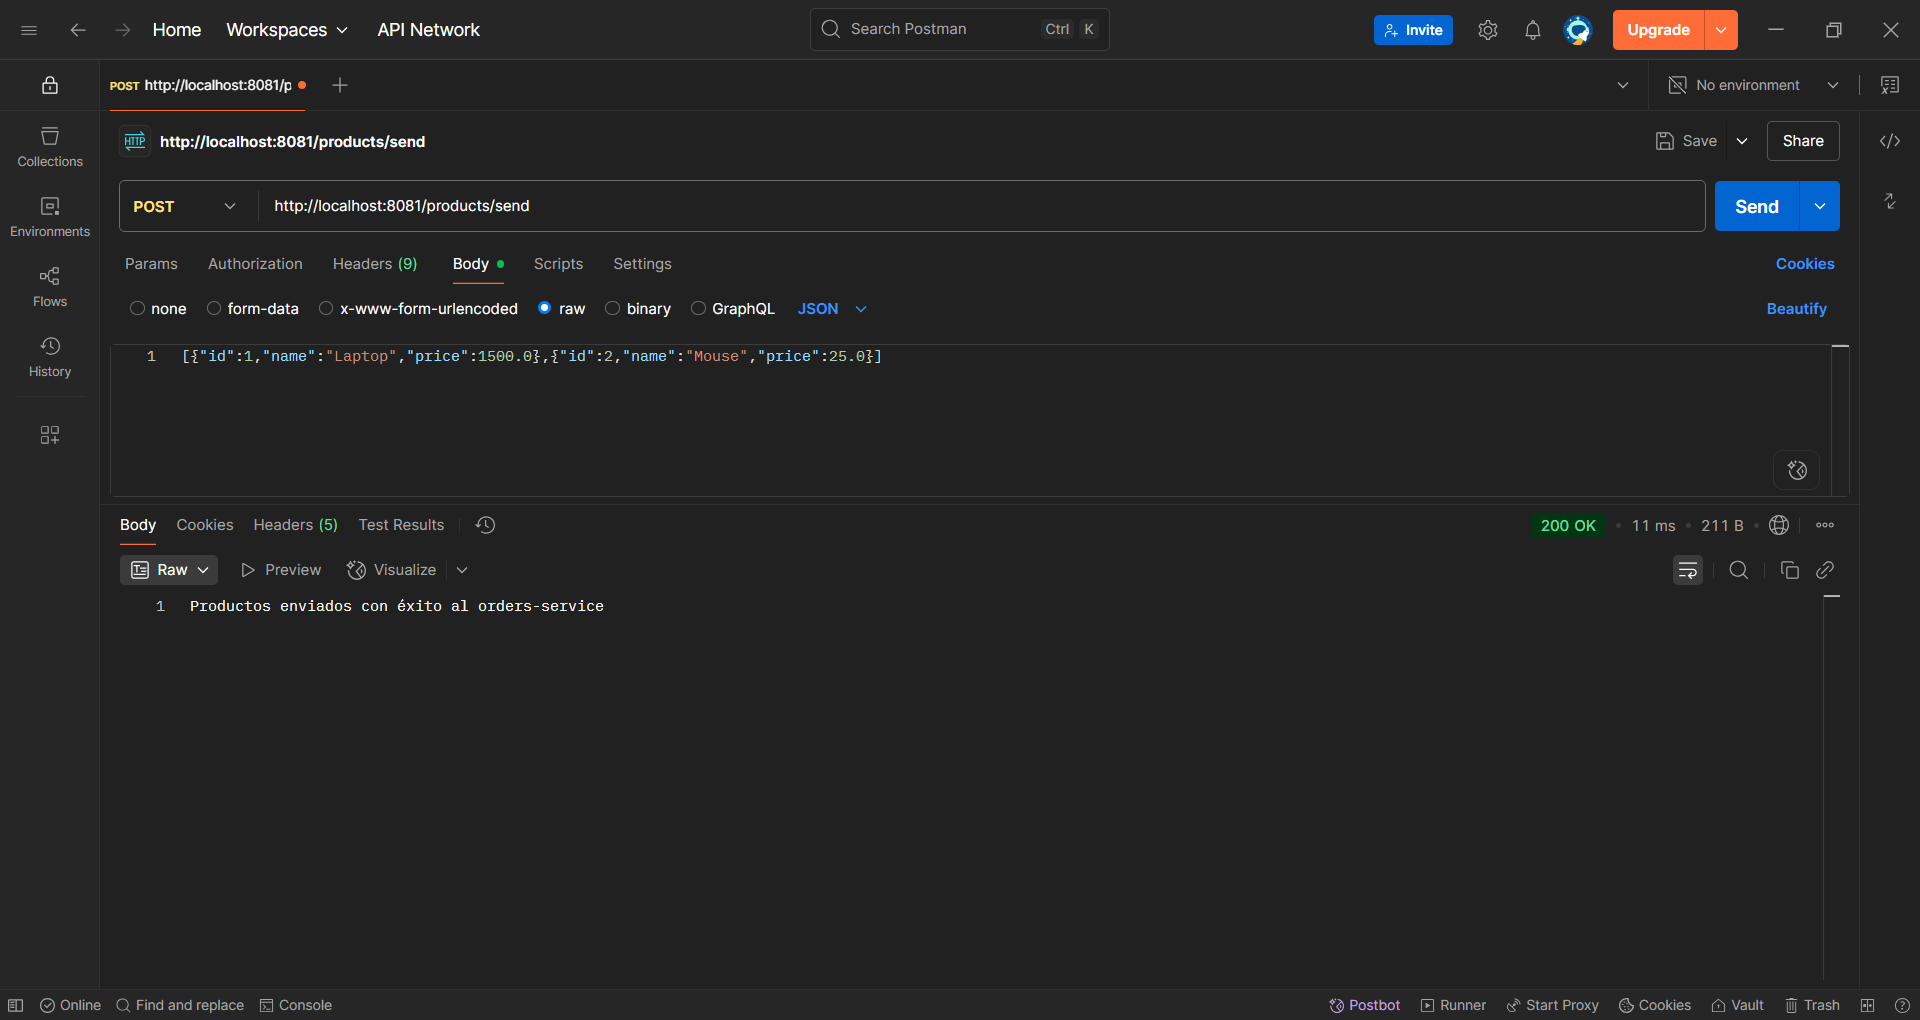 Home Workspaces API Network Search Postman Ctrl K Invite Upgrade
POST http://localhost:8081/p No environment
HTTP http://localhost:8081/products/send Save Share
Collections
POST http://localhost:8081/products/send Send
Environments
Params Authorization Headers (9) Body Scripts Settings Cookies
Flows
none form-data x-www-form-urlencoded raw binary GraphQL JSON Beautify
1 [{"id":1,"name":"Laptop","price":1500.0},{"id":2,"name":"Mouse","price":25.0}]
History
Body Cookies Headers (5) Test Results 200 OK • 11 ms • 211 B •
Raw Preview Visualize
1 Productos enviados con éxito al orders-service
Online Find and replace Console Postbot Runner Start Proxy Cookies Vault Trash